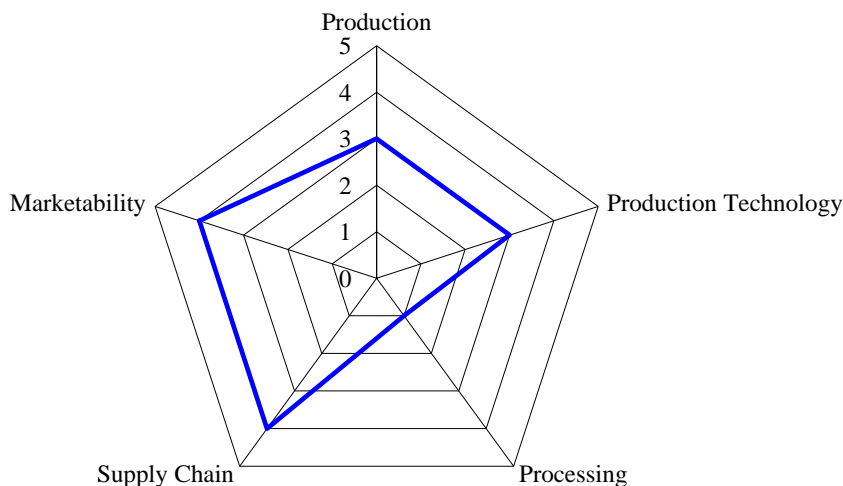 Production
5
4
3
2
1
0
Marketability
Production Technology
Supply Chain
Processing